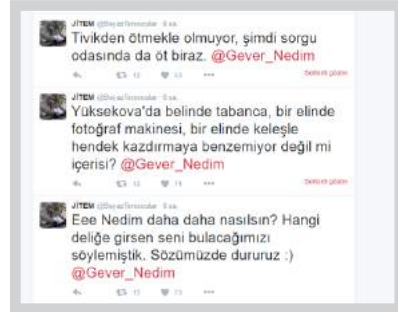 JİTEM
Tivikden ötmekle olmuyor, şimdi sorgu
odasında da öt biraz. @Gever_Nedim
JİTEM
Yüksekova'da belinde tabanca, bir elinde
fotoğraf makinesi, bir elinde keleşle
hendek kazdırmaya benzemiyor değil mi
içerisi? @Gever_Nedim
JİTEM
Eee Nedim daha daha nasılsın? Hangi
deliğe girsen seni bulacağımızı
söylemiştik. Sözümüzde dururuz :)
@Gever_Nedim